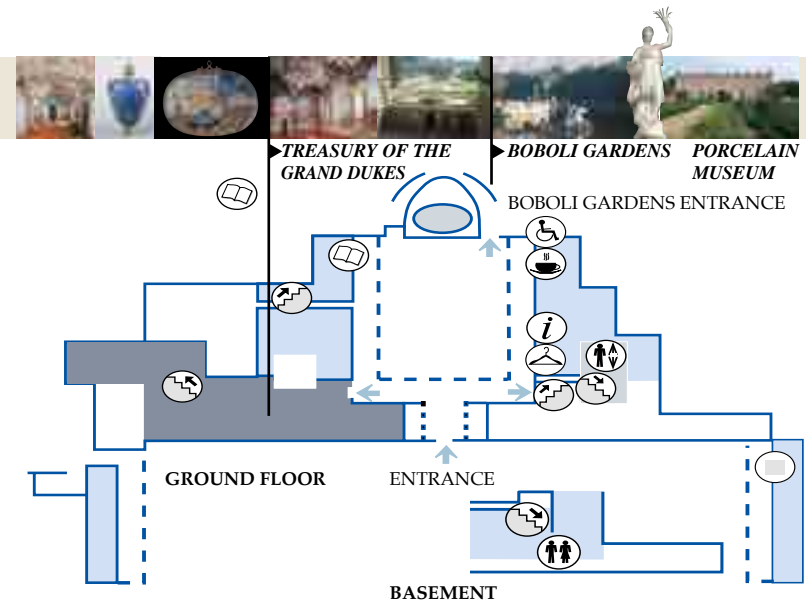 TREASURY OF THE
GRAND DUKES
BOBOLI GARDENS
PORCELAIN
MUSEUM
BOBOLI GARDENS ENTRANCE
i
GROUND FLOOR
ENTRANCE
BASEMENT